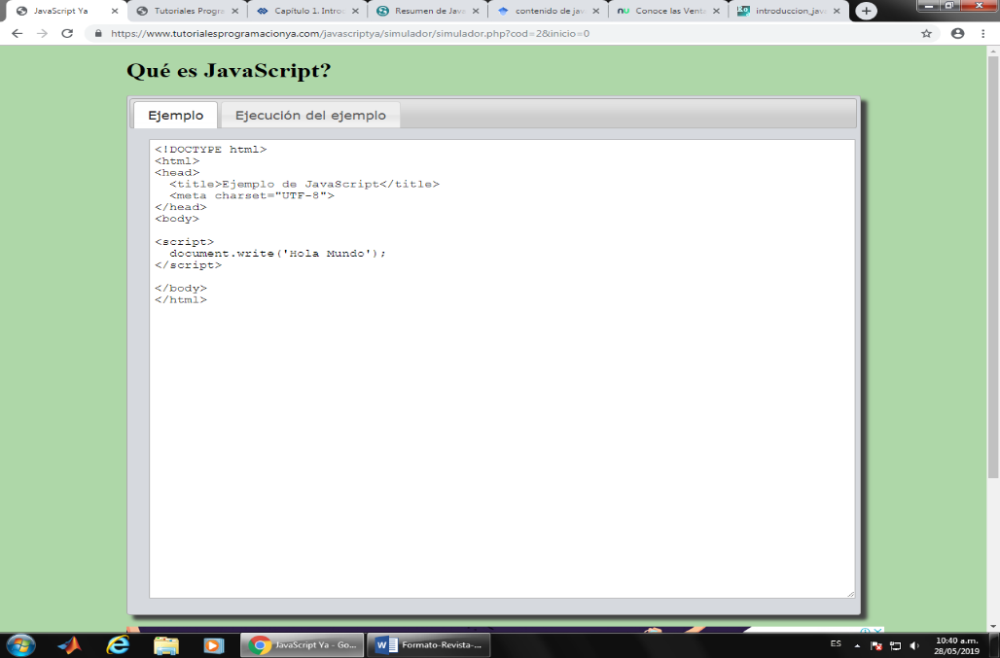 JavaScript Ya
Tutoriales Progra
Capítulo 1. Introd
Resumen de Java
contenido de jav
Conoce las Venta
introduccion_java
https://www.tutorialesprogramacionya.com/javascriptya/simulador/simulador.php?cod=2&inicio=0
Qué es JavaScript?
Ejemplo
Ejecución del ejemplo
<!DOCTYPE html>
<html>
<head>
  <title>Ejemplo de JavaScript</title>
  <meta charset="UTF-8">
</head>
<body>
<script>
  document.write('Hola Mundo');
</script>
</body>
</html>
JavaScript Ya - Go...
Formato-Revista-...
ES
10:40 a.m.
28/05/2019